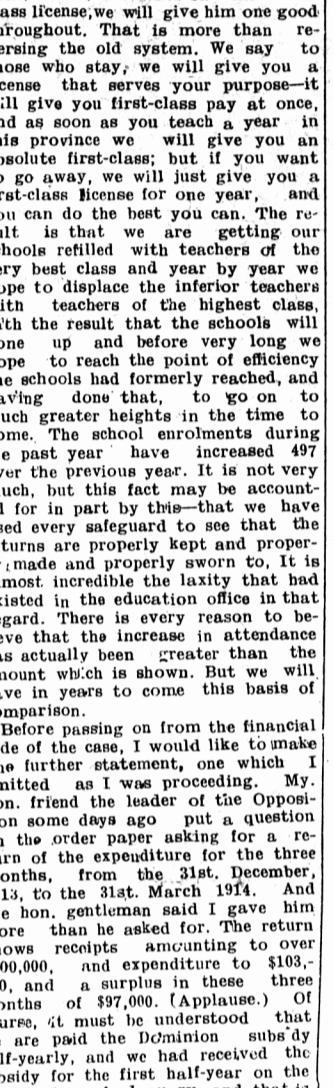 ass license; we will give him one good
hroughout. That is more than re-
ersing the old system. We say to
hose who stay, we will give you a
cense that serves your purpose—it
ill give you first-class pay at once,
nd as soon as you teach a year in
his province we will give you an
bsolute first-class; but if you want
o go away, we will just give you a
rst-class license for one year, and
ou can do the best you can. The re-
ult is that we are getting our
hools refilled with teachers of the
ery best class and year by year we
ope to displace the inferior teachers
ith teachers of the highest class,
ith the result that the schools will
one up and before very long we
ope to reach the point of efficiency
he schools had formerly reached, and
aving done that, to go on to
uch greater heights in the time to
ome. The school enrolments during
e past year have increased 497
ver the previous year. It is not very
uch, but this fact may be account-
d for in part by this—that we have
sed every safeguard to see that the
turns are properly kept and proper-
y made and properly sworn to, It is
most incredible the laxity that had
xisted in the education office in that
egard. There is every reason to be-
eve that the increase in attendance
as actually been greater than the
mount which is shown. But we will
ave in years to come this basis of
omparison.
Before passing on from the financial
de of the case, I would like to make
ne further statement, one which I
mitted as I was proceeding. My.
on. friend the leader of the Opposi-
on some days ago put a question
n the order paper asking for a re-
urn of the expenditure for the three
onths, from the 31st. December,
13, to the 31st. March 1914. And
e hon. gentleman said I gave him
ore than he asked for. The return
hows receipts amounting to over
00,000, and expenditure to $103,-
0, and a surplus in these three
onths of $97,000. (Applause.) Of
urse, it must be understood that
are paid the Dominion subsidy
lf-yearly, and we had received the
bsidy for the first half-year on the